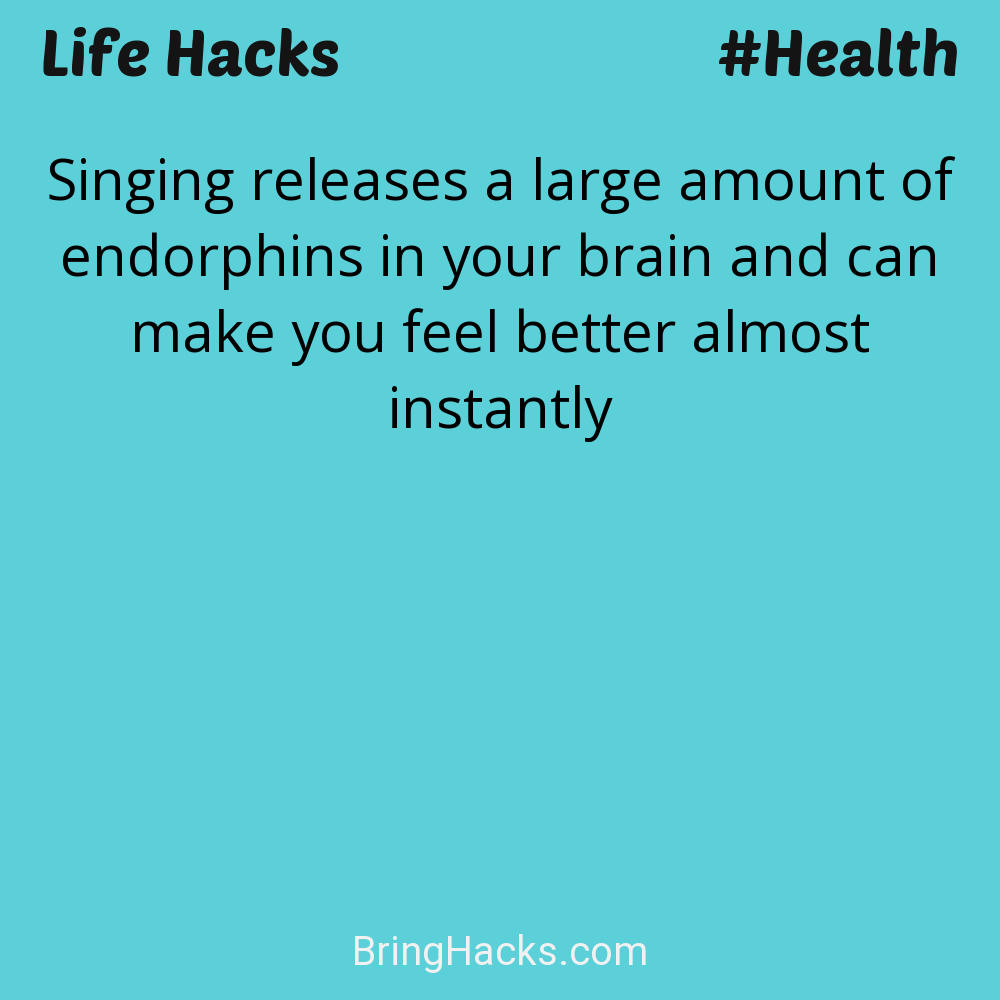 Life Hacks #Health
Singing releases a large amount of
endorphins in your brain and can
make you feel better almost
instantly
BringHacks.com